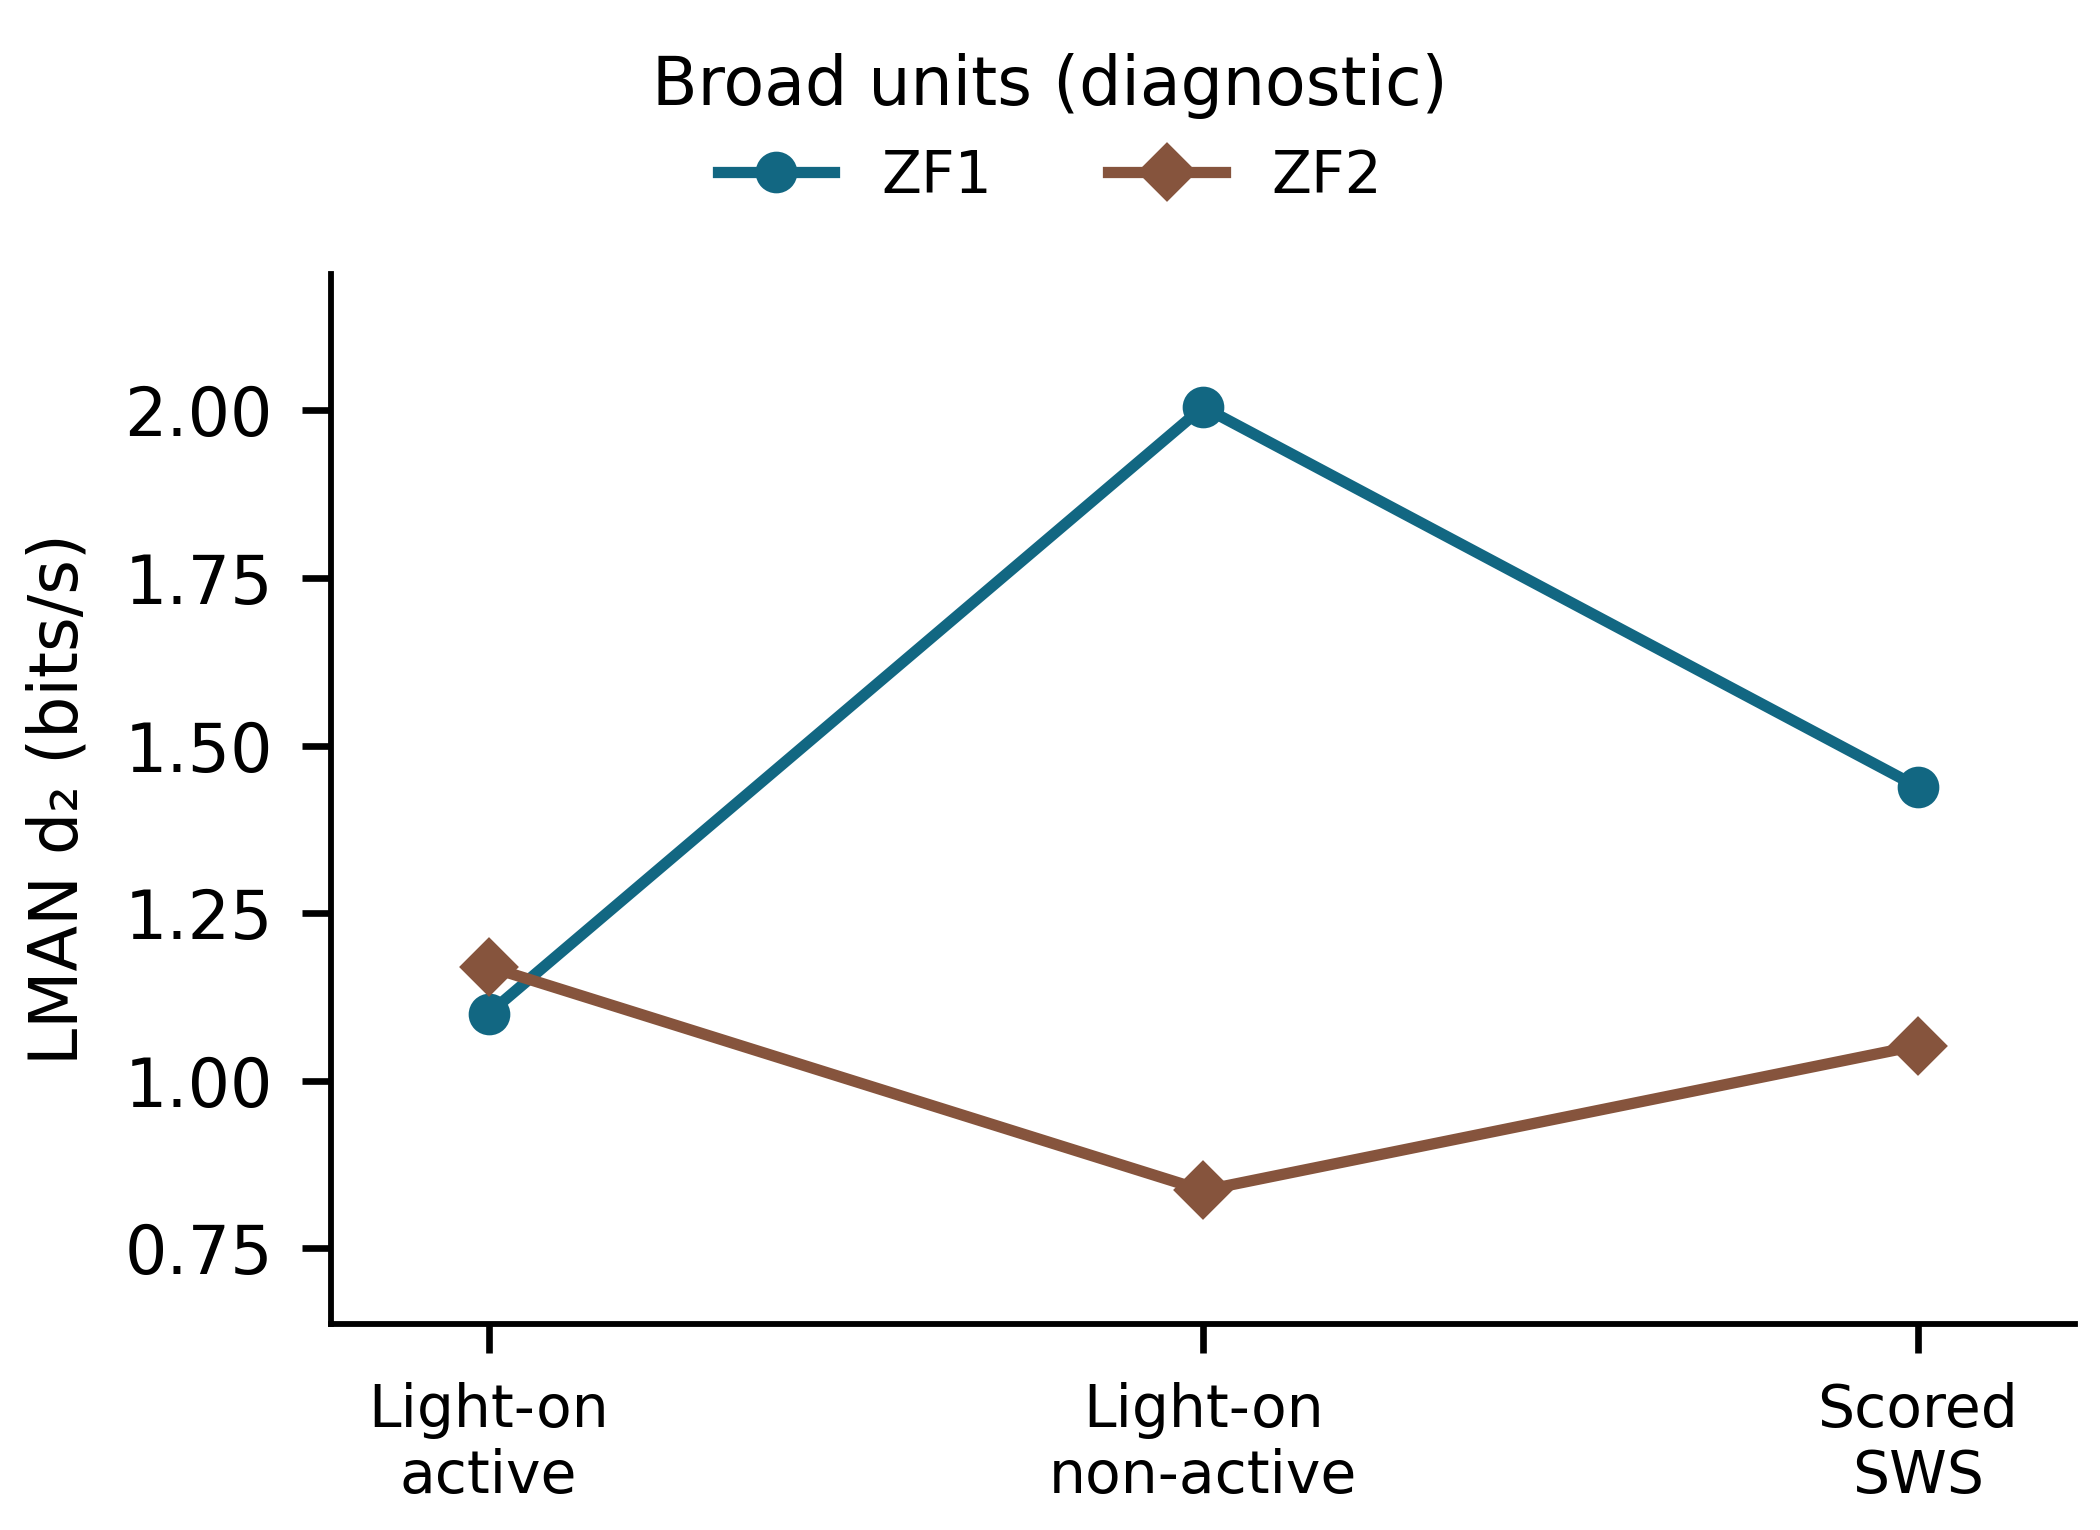 Broad units (diagnostic)
ZF1 ZF2
LMAN d₂ (bits/s)
2.00
1.75
1.50
1.25
1.00
0.75
Light-on
active
Light-on
non-active
Scored
SWS